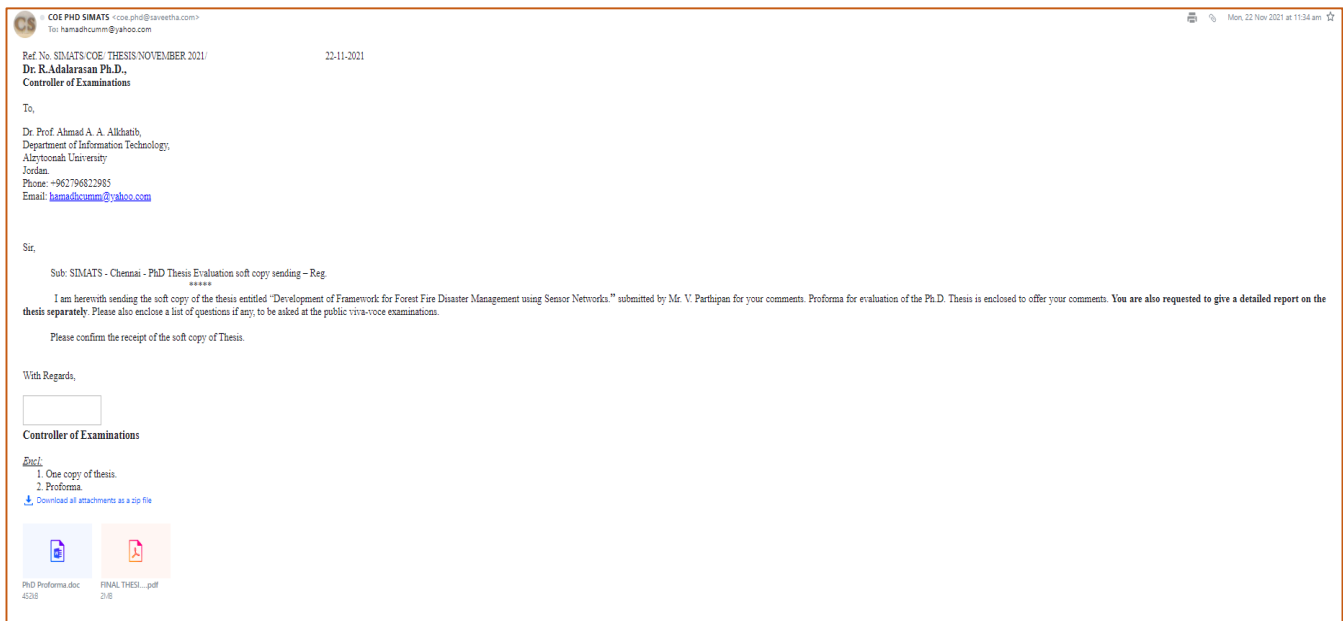 CS
COE PHD SIMATS <coe.phd@saveetha.com>
To: hamadhcumm@yahoo.com
Mon, 22 Nov 2021 at 11:34 am
Ref. No. SIMATS/COE/ THESIS/NOVEMBER 2021/ 22-11-2021
Dr. R.Adalarasan Ph.D.,
Controller of Examinations
To,
Dr. Prof. Ahmad A. A. Alkhatib,
Department of Information Technology,
Alzytoonah University
Jordan.
Phone: +962796822985
Email: hamadhcumm@yahoo.com
Sir,
Sub: SIMATS - Chennai - PhD Thesis Evaluation soft copy sending – Reg.
*****
I am herewith sending the soft copy of the thesis entitled “Development of Framework for Forest Fire Disaster Management using Sensor Networks.” submitted by Mr. V. Parthipan for your comments. Proforma for evaluation of the Ph.D. Thesis is enclosed to offer your comments. You are also requested to give a detailed report on the
thesis separately. Please also enclose a list of questions if any, to be asked at the public viva-voce examinations.
Please confirm the receipt of the soft copy of Thesis.
With Regards,
Controller of Examinations
Encl:
1. One copy of thesis.
2. Proforma.
Download all attachments as a zip file
PhD Proforma.doc
452kB
FINAL THESI....pdf
2MB